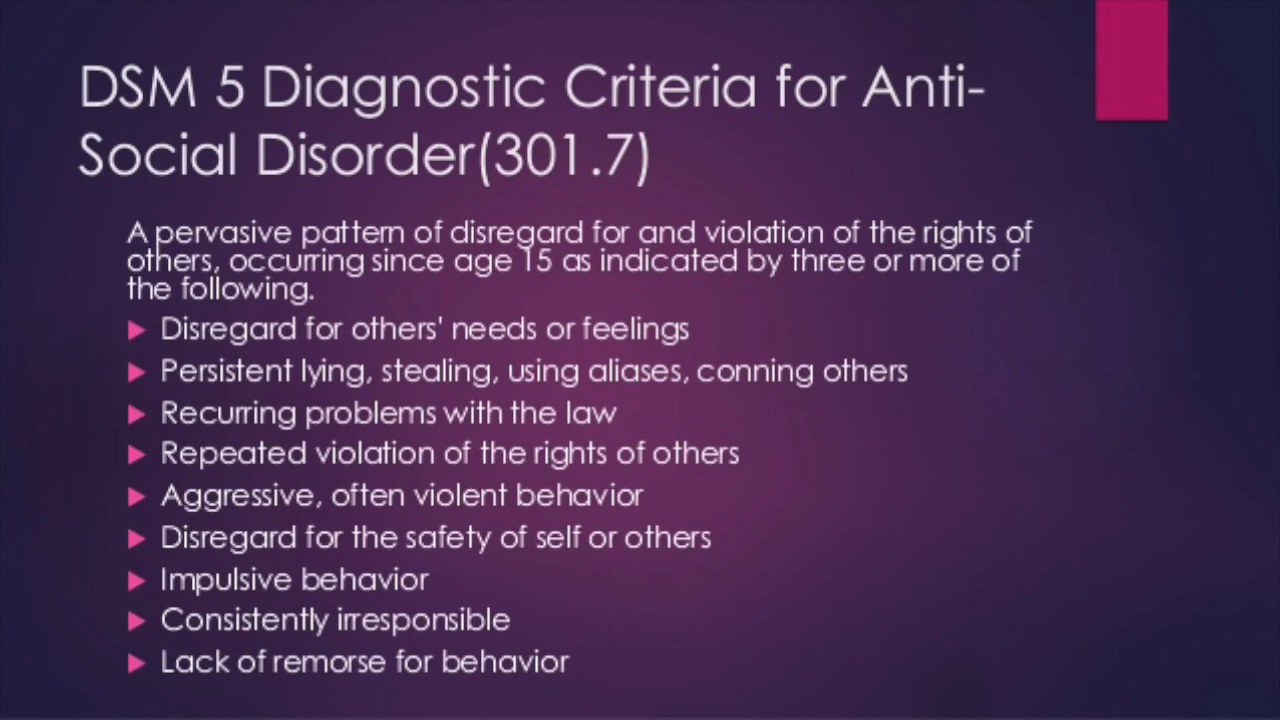 DSM 5 Diagnostic Criteria for Anti-
Social Disorder(301.7)
A pervasive pattern of disregard for and violation of the rights of
others, occurring since age 15 as indicated by three or more of
the following.
Disregard for others' needs or feelings
Persistent lying, stealing, using aliases, conning others
Recurring problems with the law
Repeated violation of the rights of others
Aggressive, often violent behavior
Disregard for the safety of self or others
Impulsive behavior
Consistently irresponsible
Lack of remorse for behavior